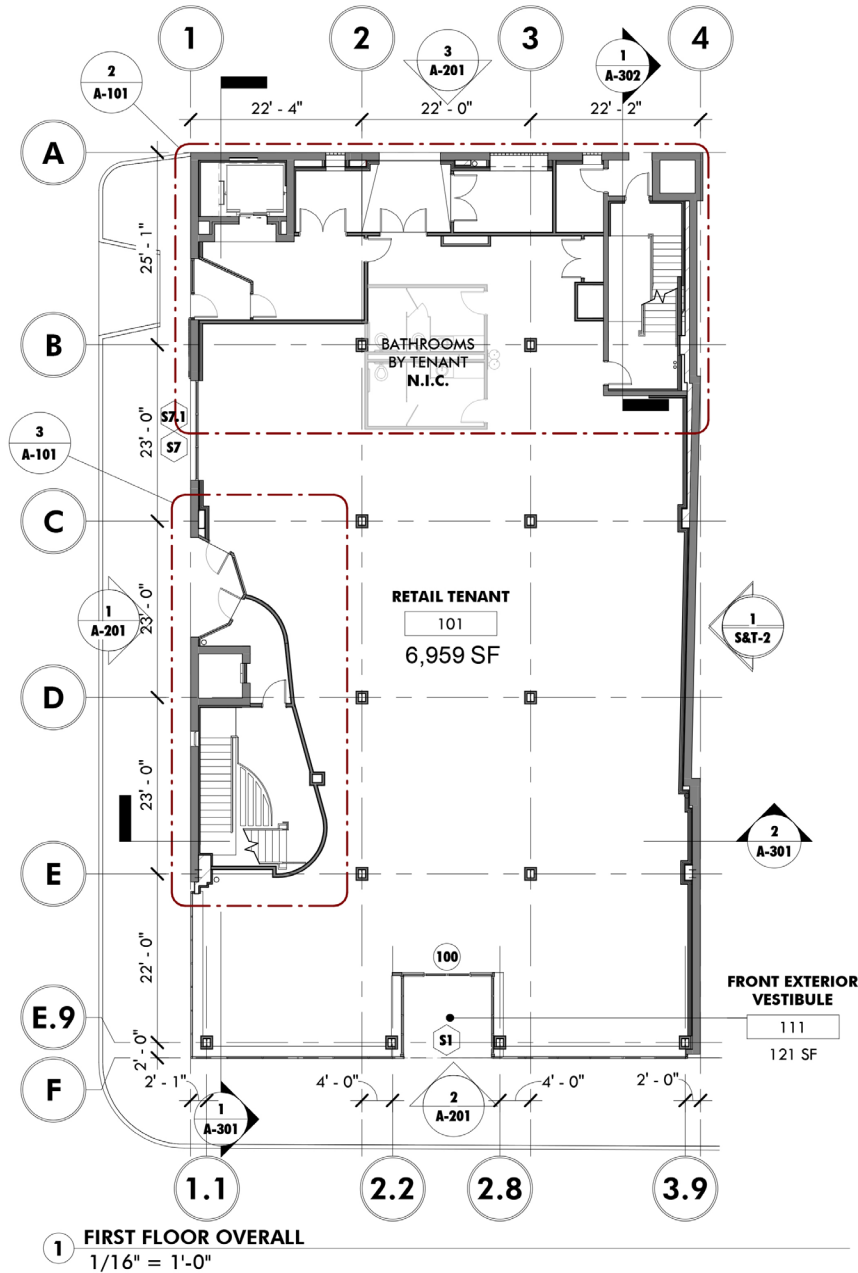 1
2
3
4
2
A-101
3
A-201
1
A-302
22' - 4"
22' - 0"
22' - 2"
A
25' - 1"
B
BATHROOMS
BY TENANT
N.I.C.
S7.1
S7
23' - 0"
3
A-101
C
1
A-201
23' - 0"
RETAIL TENANT
101
6,959 SF
1
S&T-2
D
23' - 0"
2
A-301
E
22' - 0"
100
FRONT EXTERIOR
VESTIBULE
111
121 SF
E.9
S1
2' - 0"
F
2' - 1"
4' - 0"
4' - 0"
2' - 0"
1
A-301
2
A-201
1.1
2.2
2.8
3.9
1
FIRST FLOOR OVERALL
1/16" = 1'-0"